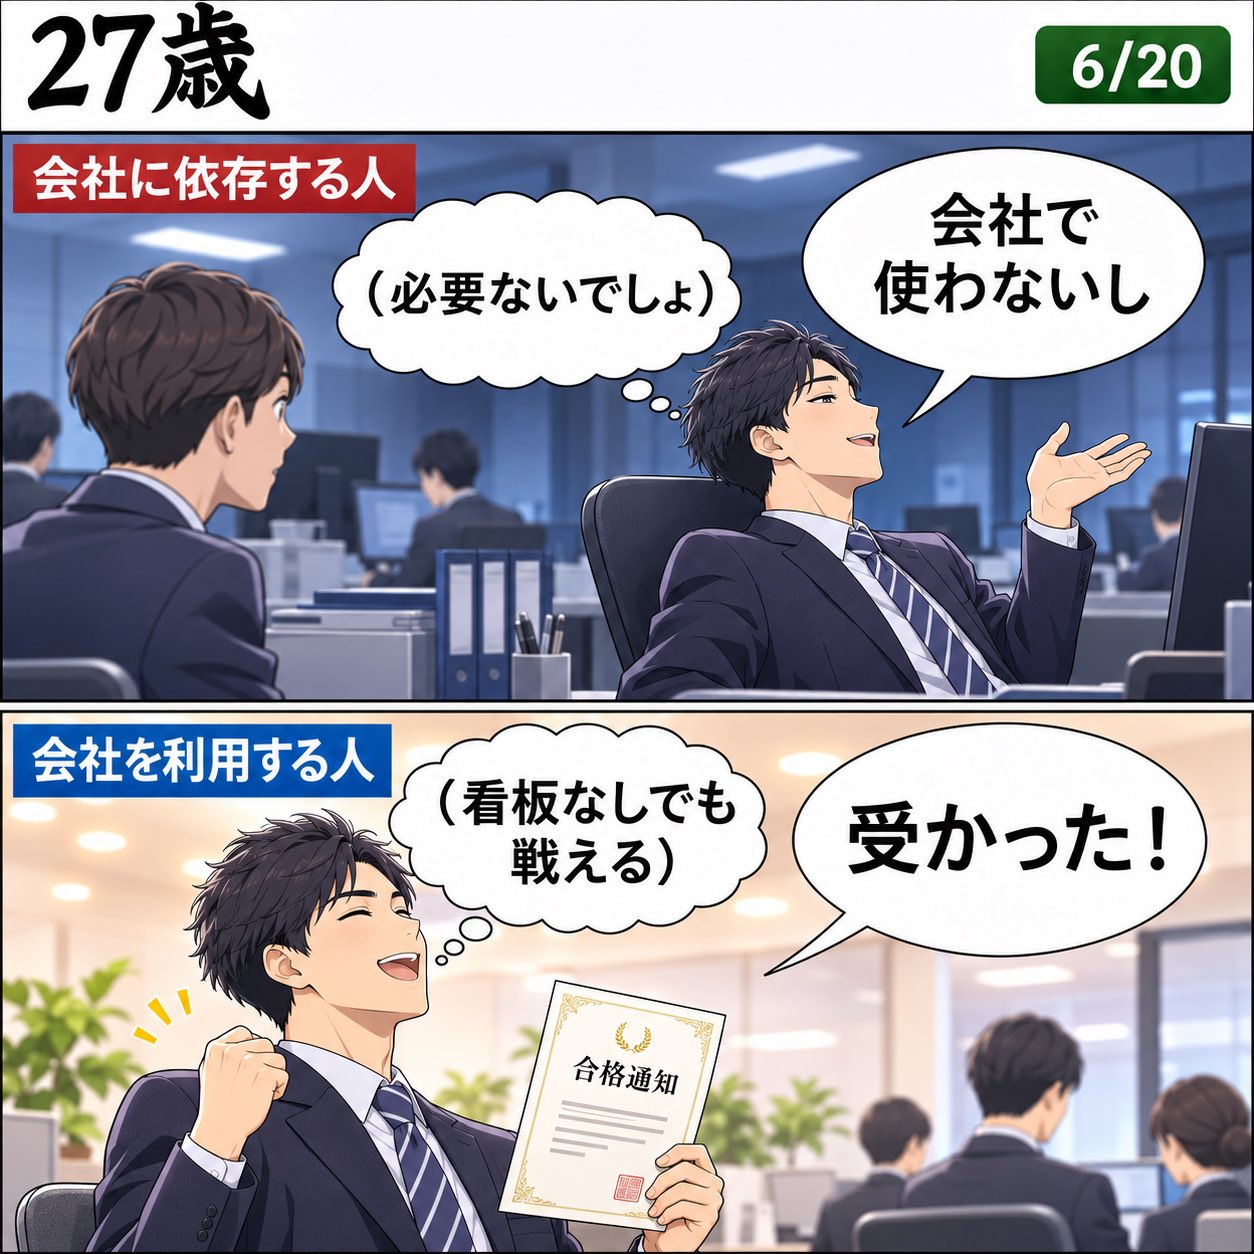 27歳
6/20
会社に依存する人
(必要ないでしょ)
会社で
使わないし
会社を利用する人
(看板なしでも
戦える)
受かった!
合格通知